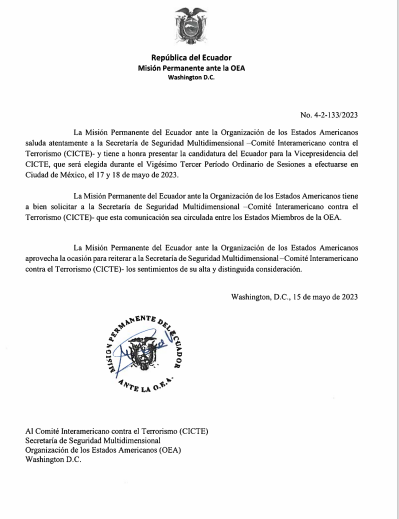 República del Ecuador
Misión Permanente ante la OEA
Washington D.C.
No. 4-2-133/2023
La Misión Permanente del Ecuador ante la Organización de los Estados Americanos
saluda atentamente a la Secretaría de Seguridad Multidimensional –Comité Interamericano contra el
Terrorismo (CICTE)- y tiene a honra presentar la candidatura del Ecuador para la Vicepresidencia del
CICTE, que será elegida durante el Vigésimo Tercer Período Ordinario de Sesiones a efectuarse en
Ciudad de México, el 17 y 18 de mayo de 2023.
La Misión Permanente del Ecuador ante la Organización de los Estados Americanos tiene
a bien solicitar a la Secretaría de Seguridad Multidimensional –Comité Interamericano contra el
Terrorismo (CICTE)- que esta comunicación sea circulada entre los Estados Miembros de la OEA.
La Misión Permanente del Ecuador ante la Organización de los Estados Americanos
aprovecha la ocasión para reiterar a la Secretaría de Seguridad Multidimensional –Comité Interamericano
contra el Terrorismo (CICTE)- los sentimientos de su alta y distinguida consideración.
Washington, D.C., 15 de mayo de 2023
MISIÓN PERMANENTE DEL ECUADOR
ANTE LA O.E.A.
Al Comité Interamericano contra el Terrorismo (CICTE)
Secretaría de Seguridad Multidimensional
Organización de los Estados Americanos (OEA)
Washington D.C.